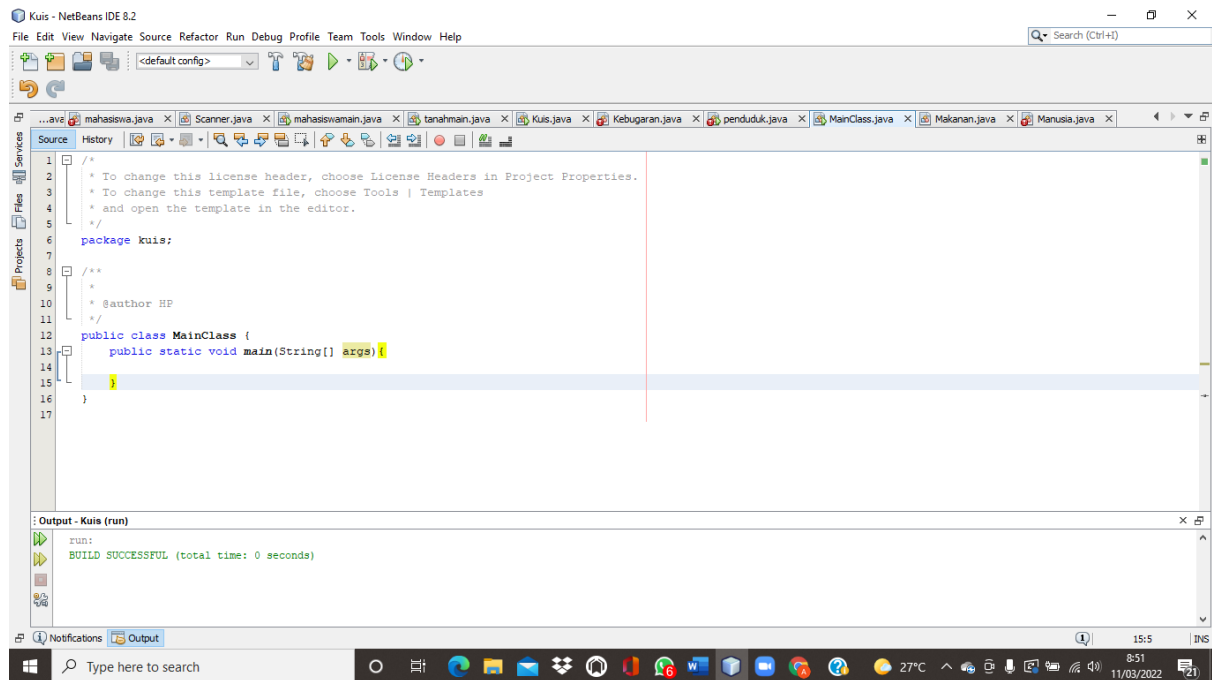 Kuis - NetBeans IDE 8.2
File Edit View Navigate Source Refactor Run Debug Profile Team Tools Window Help
Search (Ctrl+I)
<default config>
...ava mahasiswa.java Scanner.java mahasiswamain.java tanahmain.java Kuis.java Kebugaran.java penduduk.java MainClass.java Makanan.java Manusia.java
Services
Files
Projects
Source History
1 /*
2 * To change this license header, choose License Headers in Project Properties.
3 * To change this template file, choose Tools | Templates
4 * and open the template in the editor.
5 */
6 package kuis;
7
8 /**
9 *
10 * @author HP
11 */
12 public class MainClass {
13 public static void main(String[] args){
14
15 }
16 }
17
Output - Kuis (run)
run:
BUILD SUCCESSFUL (total time: 0 seconds)
Notifications Output
1 15:5 INS
Type here to search
6
27°C
8:51
11/03/2022
21